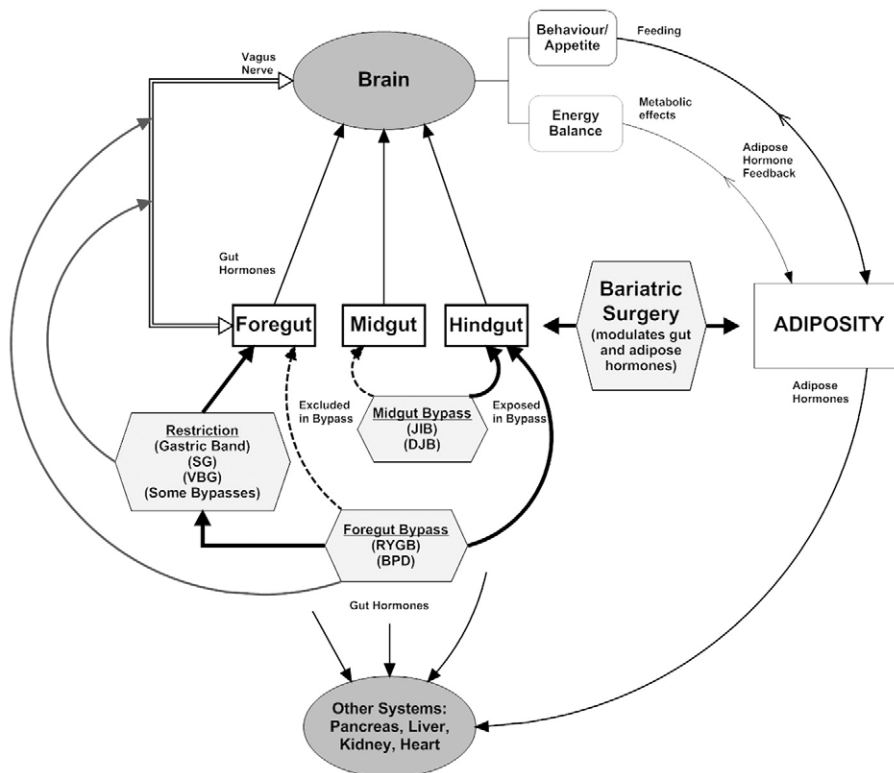 Vagus
Nerve
Brain
Behaviour/
Appetite
Feeding
Energy
Balance
Metabolic
effects
Adipose
Hormone
Feedback
Gut
Hormones
Foregut
Midgut
Hindgut
Bariatric
Surgery
(modulates gut
and adipose
hormones)
ADIPOSITY
Adipose
Hormones
Restriction
(Gastric Band)
(SG)
(VBG)
(Some Bypasses)
Excluded
in Bypass
Midgut Bypass
(JIB)
(DJB)
Exposed
in Bypass
Foregut Bypass
(RYGB)
(BPD)
Gut Hormones
Other Systems:
Pancreas, Liver,
Kidney, Heart